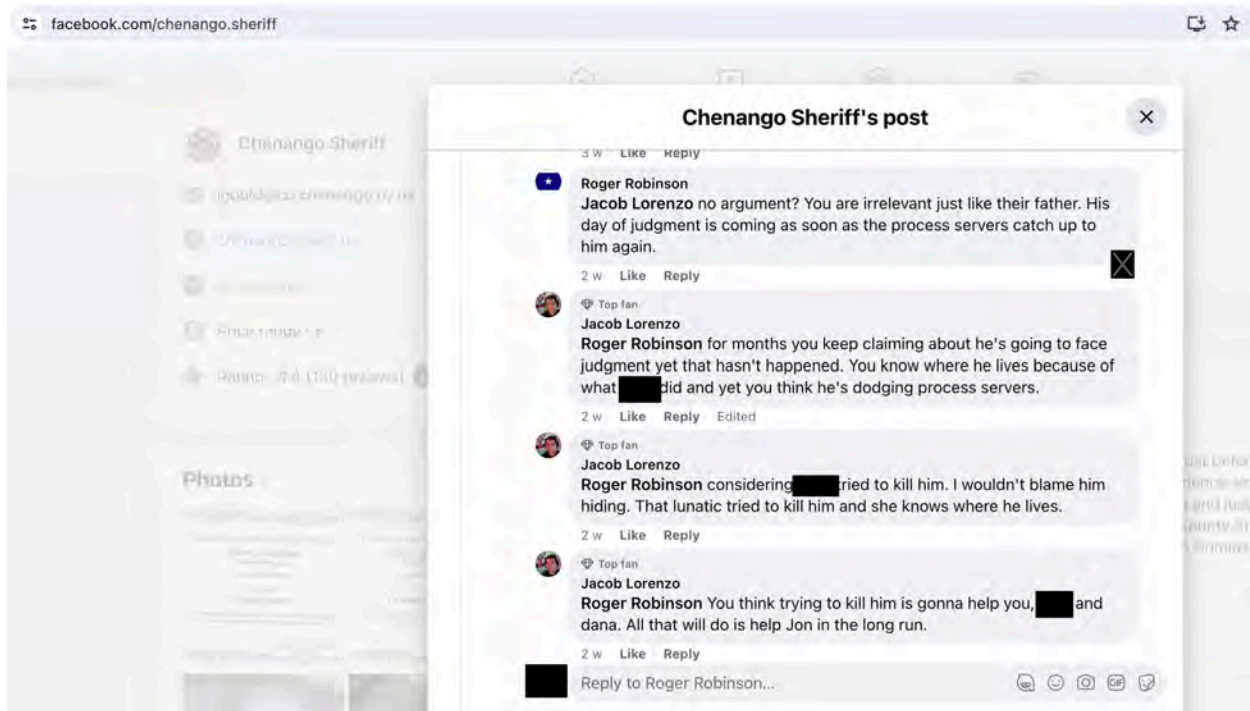 facebook.com/chenango.sheriff
Chenango Sheriff
Photos
Chenango Sheriff's post
3 w Like Reply
Roger Robinson
Jacob Lorenzo no argument? You are irrelevant just like their father. His
day of judgment is coming as soon as the process servers catch up to
him again.
2 w Like Reply
Top fan
Jacob Lorenzo
Roger Robinson for months you keep claiming about he's going to face
judgment yet that hasn't happened. You know where he lives because of
what did and yet you think he's dodging process servers.
2 w Like Reply Edited
Top fan
Jacob Lorenzo
Roger Robinson considering tried to kill him. I wouldn't blame him
hiding. That lunatic tried to kill him and she knows where he lives.
2 w Like Reply
Top fan
Jacob Lorenzo
Roger Robinson You think trying to kill him is gonna help you, and
dana. All that will do is help Jon in the long run.
2 w Like Reply
Reply to Roger Robinson...
GIF